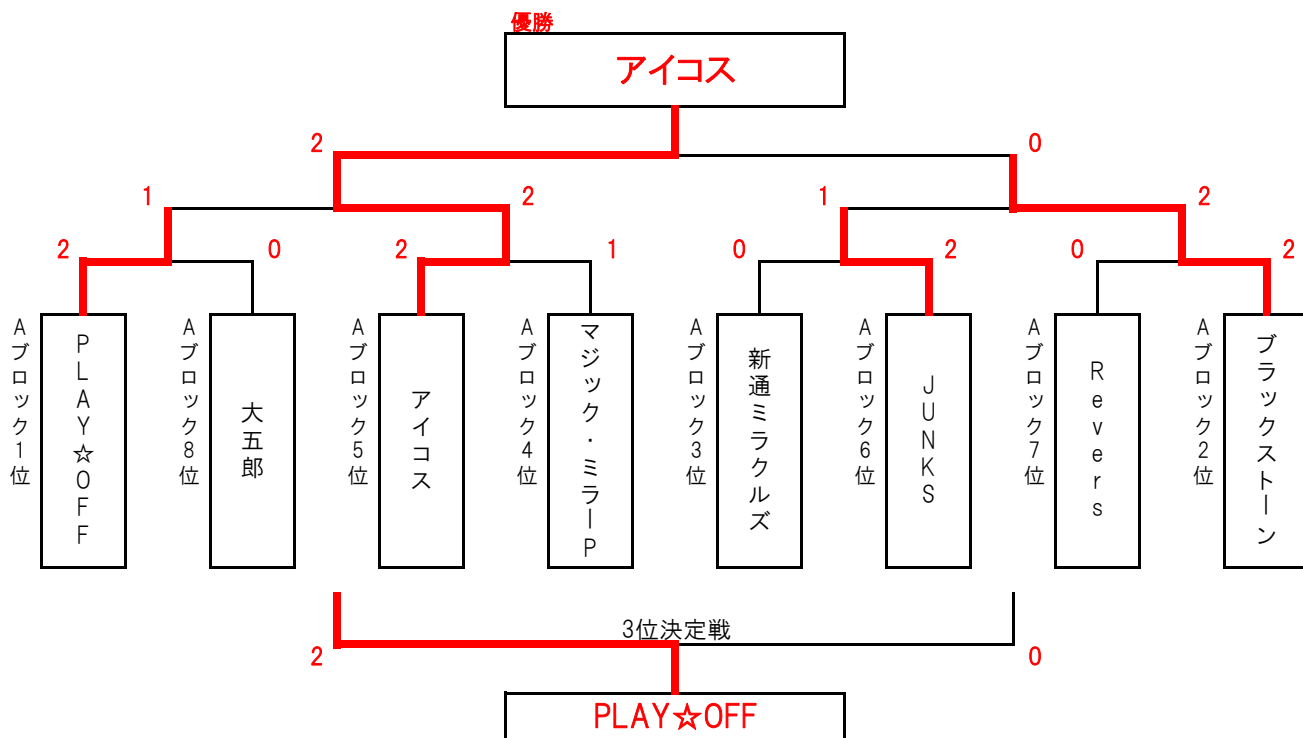 優勝
アイコス
2
0
1
2
1
2
2
0
2
1
0
2
0
2
Aブロック1位
PLAY☆OFF
Aブロック8位
大五郎
Aブロック5位
アイコス
Aブロック4位
マジック・ミラーP
Aブロック3位
新通ミラクルズ
Aブロック6位
JUNKS
Aブロック7位
Revers
Aブロック2位
ブラックストーン
3位決定戦
2
0
PLAY☆OFF